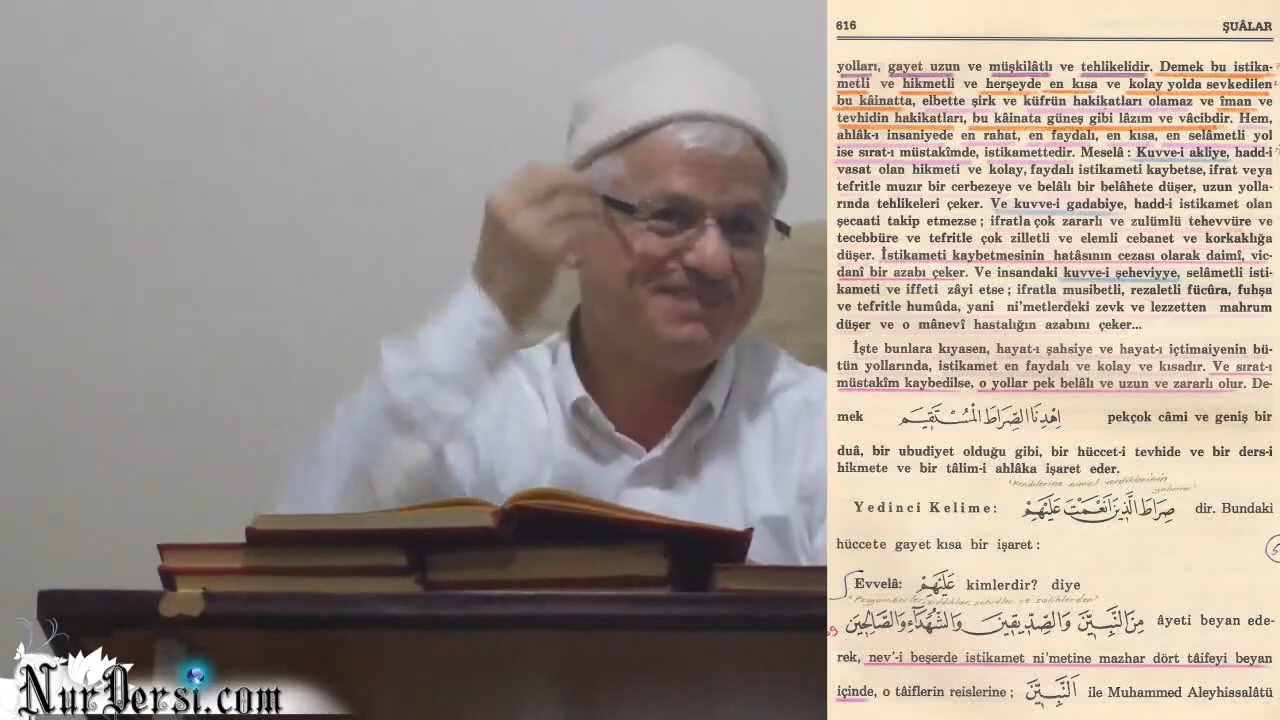 616 ŞUÂLAR
yolları, gayet uzun ve müşkilâtlı ve tehlikelidir. Demek bu istika-
metli ve hikmetli ve herşeyde en kısa ve kolay yolda sevkedilen
bu kâinatta, elbette şirk ve küfrün hakikatları olamaz ve îman ve
tevhidin hakikatları, bu kâinata güneş gibi lâzım ve vâcibdir. Hem,
ahlâk-ı insaniyede en rahat, en faydalı, en kısa, en selâmetli yol
ise sırat-ı müstakîmde, istikamettedir. Meselâ: Kuvve-i akliye, hadd-i
vasat olan hikmeti ve kolay, faydalı istikameti kaybetse, ifrat veya
tefritle muzır bir cerbezeye ve belâlı bir belâhete düşer, uzun yolla-
rında tehlikeleri çeker. Ve kuvve-i gadabiye, hadd-i istikamet olan
şecaati takip etmezse; ifratla çok zararlı ve zulümlü tehevvüre ve
tecebbüre ve tefritle çok zilletli ve elemli cebanet ve korkaklığa
düşer. İstikameti kaybetmesinin hatâsının cezası olarak daimî, vic-
danî bir azabı çeker. Ve insandaki kuvve-i şeheviyye, selâmetli isti-
kameti ve iffeti zâyi etse; ifratla musibetli, rezaletli fücûra, fuhşa
ve tefritle humûda, yani ni'metlerdeki zevk ve lezzetten mahrum
düşer ve o mânevî hastalığın azabını çeker...
İşte bunlara kıyasen, hayat-ı şahsiye ve hayat-ı içtimaiyenin bü-
tün yollarında, istikamet en faydalı ve kolay ve kısadır. Ve sırat-ı
müstakîm kaybedilse, o yollar pek belâlı ve uzun ve zararlı olur. De-
mek اِهْدِنَا الصِّرَاطَ الْمُسْتَقِيمَ pekçok câmi ve geniş bir
duâ, bir ubudiyet olduğu gibi, bir hüccet-i tevhide ve bir ders-i
hikmete ve bir tâlim-i ahlâka işaret eder.
"Kendilerine nimet verdiklerinin
yoluna"
Yedinci Kelime: صِرَاطَ الَّذِينَ اَنْعَمْتَ عَلَيْهِمْ dir. Bundaki
hüccete gayet kısa bir işaret:
Evvelâ: عَلَيْهِمْ kimlerdir? diye
"Peygamberler, sıddıklar, şehidler ve salihlerden"
مِنَ النَّبِيِّينَ وَالصِّدِّيقِينَ وَالشُّهَدَاءِ وَالصَّالِحِينَ âyeti beyan ede-
rek, nev'-i beşerde istikamet ni'metine mazhar dört tâifeyi beyan
içinde, o tâiflerin reislerine; اَلنَّبِيِّينَ ile Muhammed Aleyhissalâtü
NurDersi.com